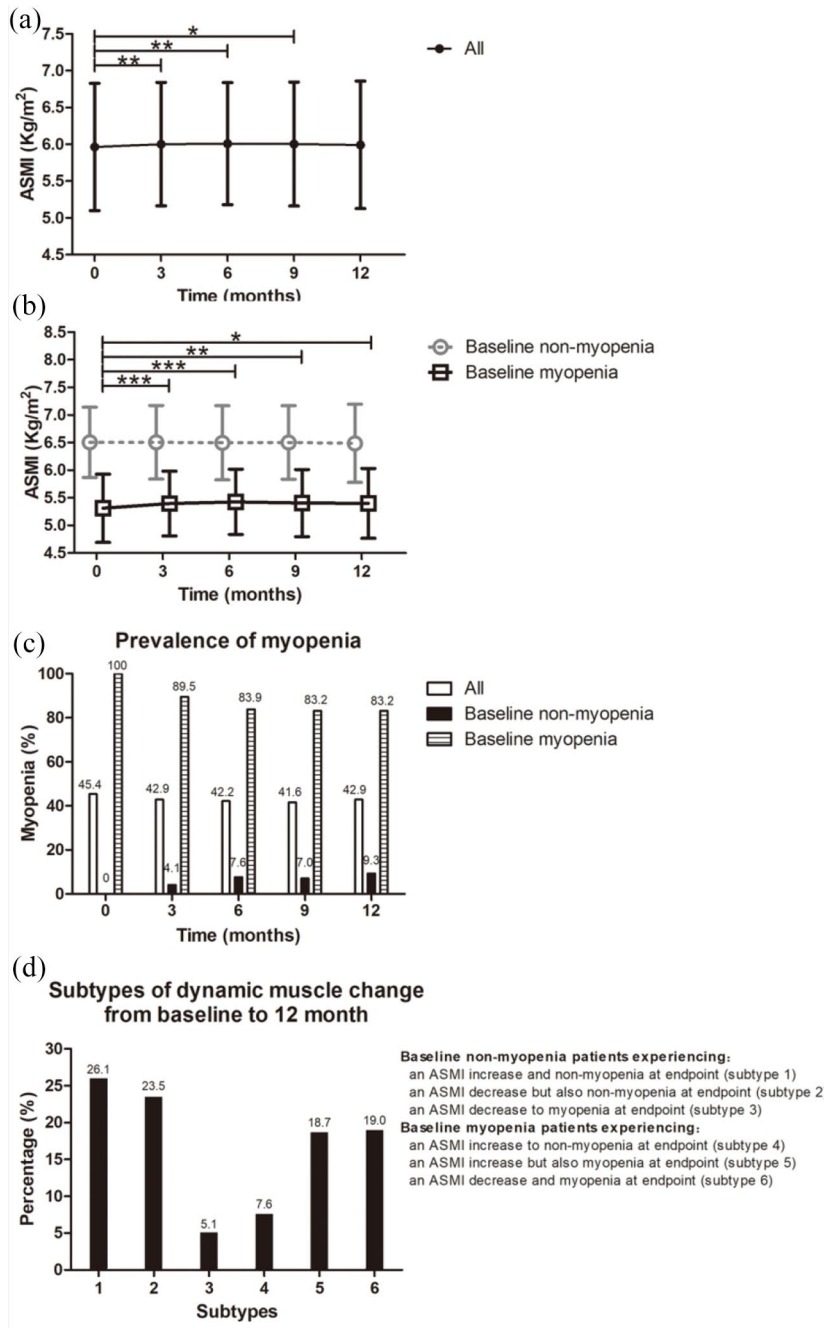 (a)
*
**
**
All
7.5
7.0
6.5
6.0
5.5
5.0
4.5
ASMI (Kg/m²)
0 3 6 9 12
Time (months)
(b)
*
**
***
***
Baseline non-myopenia
Baseline myopenia
8.5
8.0
7.5
7.0
6.5
6.0
5.5
5.0
4.5
ASMI (Kg/m²)
0 3 6 9 12
Time (months)
(c)
Prevalence of myopenia
All
Baseline non-myopenia
Baseline myopenia
100
80
60
40
20
0
Myopenia (%)
45.4 0 100
42.9 4.1 89.5
42.2 7.6 83.9
41.6 7.0 83.2
42.9 9.3 83.2
0 3 6 9 12
Time (months)
(d)
Subtypes of dynamic muscle change
from baseline to 12 month
30
25
20
15
10
5
0
Percentage (%)
26.1 23.5 5.1 7.6 18.7 19.0
1 2 3 4 5 6
Subtypes
Baseline non-myopenia patients experiencing:
an ASMI increase and non-myopenia at endpoint (subtype 1)
an ASMI decrease but also non-myopenia at endpoint (subtype 2
an ASMI decrease to myopenia at endpoint (subtype 3)
Baseline myopenia patients experiencing:
an ASMI increase to non-myopenia at endpoint (subtype 4)
an ASMI increase but also myopenia at endpoint (subtype 5)
an ASMI decrease and myopenia at endpoint (subtype 6)